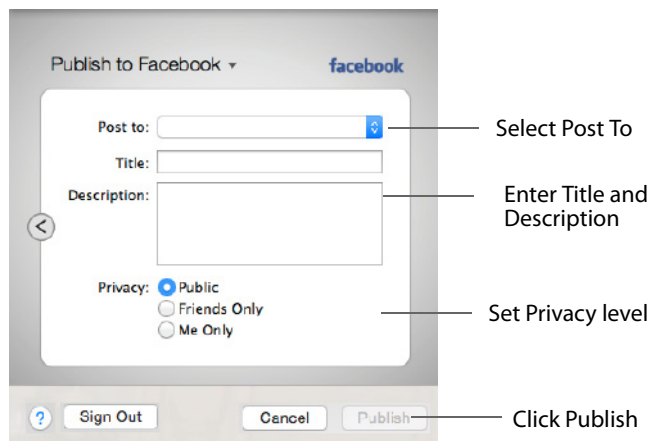 Publish to Facebook
facebook
Post to:
Select Post To
Title:
Description:
Enter Title and
Description
<
Privacy:
Public
Friends Only
Me Only
Set Privacy level
?
Sign Out
Cancel
Publish
Click Publish